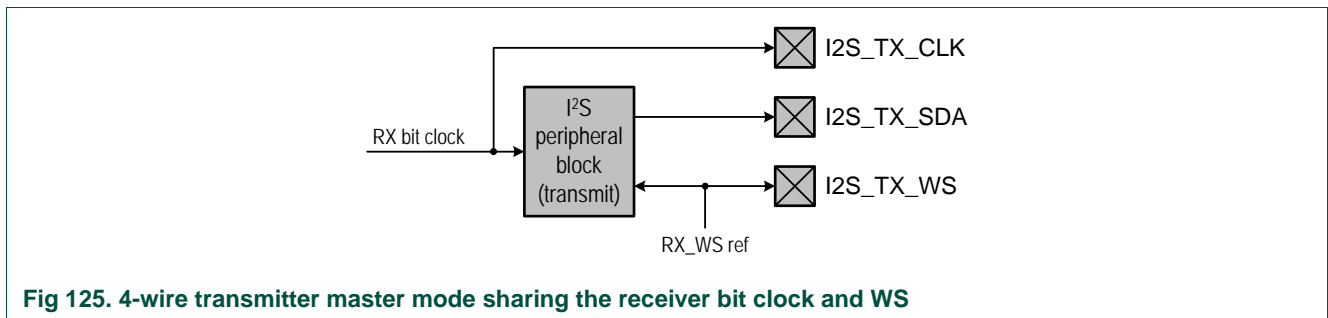 I2S_TX_CLK
I²S
peripheral
block
(transmit)
I2S_TX_SDA
RX bit clock
I2S_TX_WS
RX_WS ref
Fig 125. 4-wire transmitter master mode sharing the receiver bit clock and WS